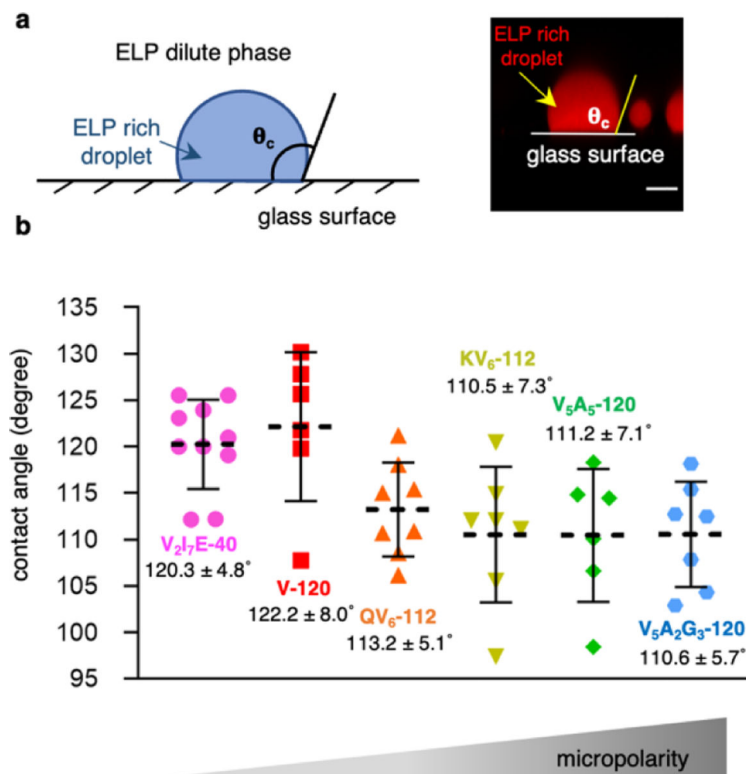 a
ELP dilute phase
ELP rich
droplet
θc
glass surface
ELP rich
droplet
θc
glass surface
b
contact angle (degree)
135
130
125
120
115
110
105
100
95
V₂I₇E-40
120.3 ± 4.8°
V-120
122.2 ± 8.0°
QV₆-112
113.2 ± 5.1°
KV₆-112
110.5 ± 7.3°
V₅A₅-120
111.2 ± 7.1°
V₅A₂G₃-120
110.6 ± 5.7°
micropolarity